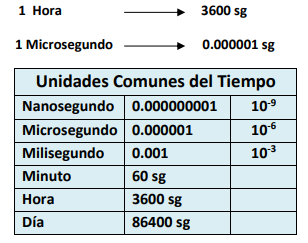 1 Hora → 3600 sg
1 Microsegundo → 0.000001 sg
Unidades Comunes del Tiempo
Nanosegundo 0.000000001 10⁻⁹
Microsegundo 0.000001 10⁻⁶
Milisegundo 0.001 10⁻³
Minuto 60 sg
Hora 3600 sg
Día 86400 sg